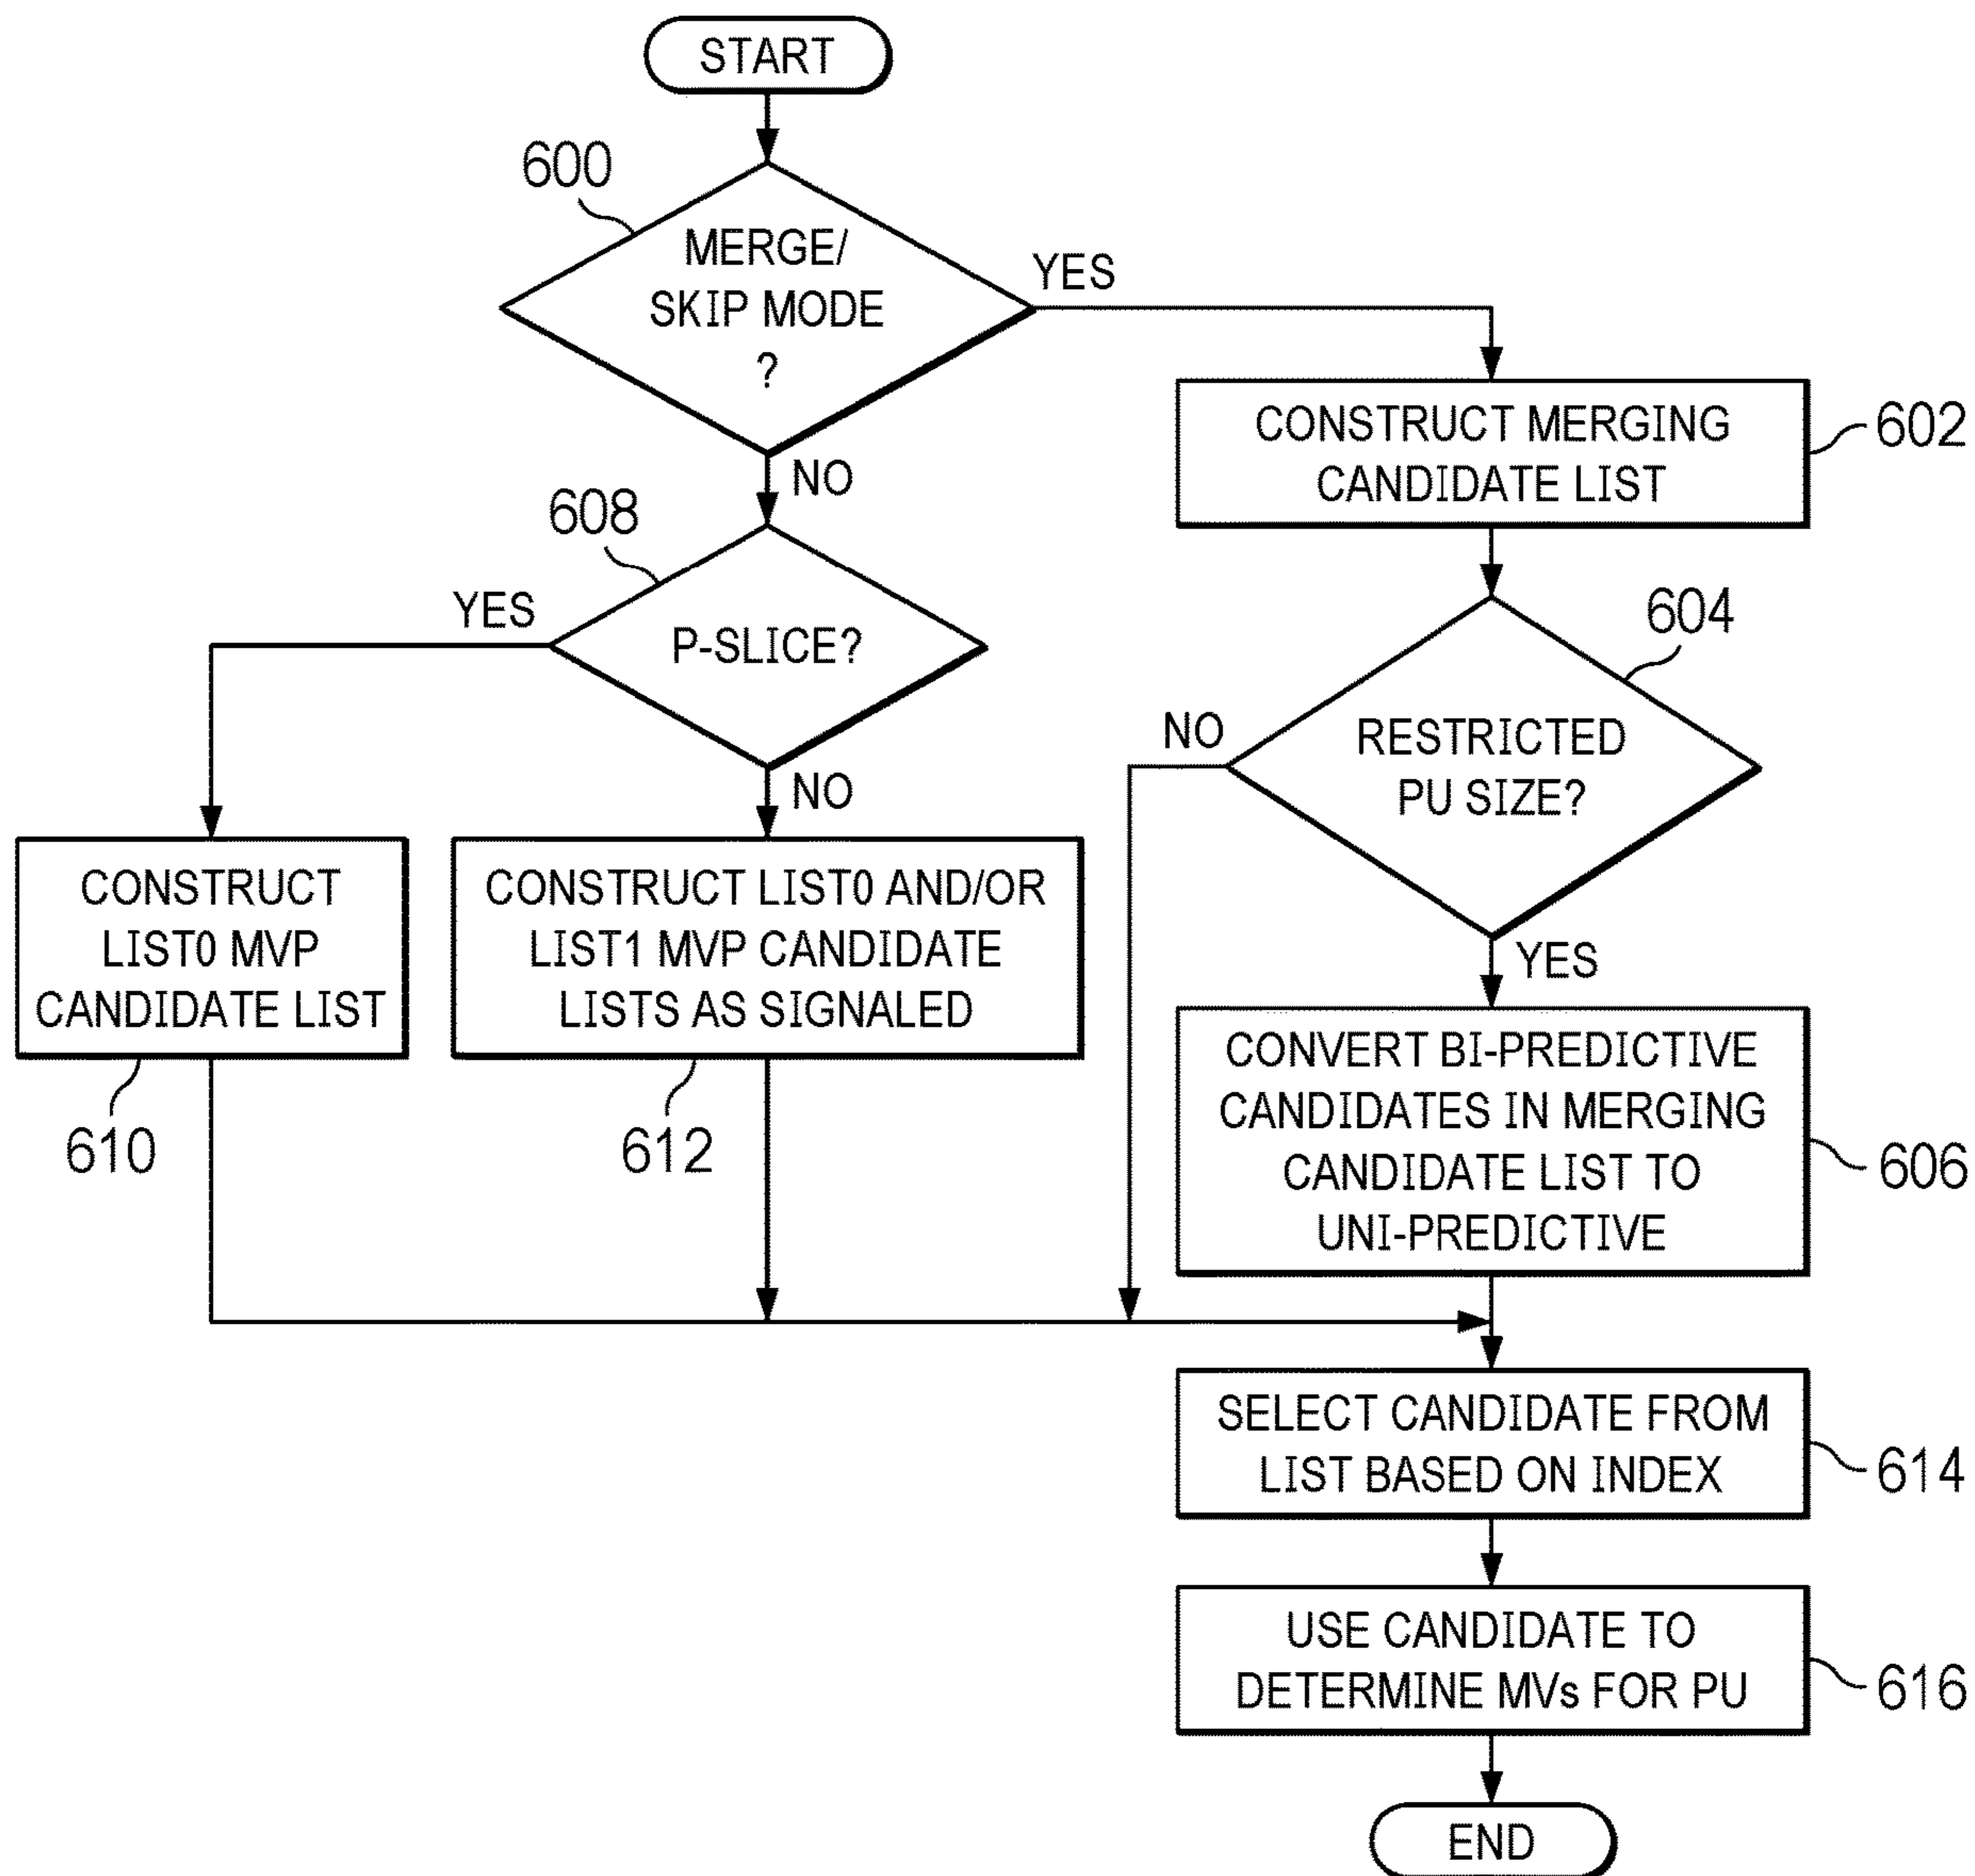 START
600
MERGE/
SKIP MODE
?
YES
NO
CONSTRUCT MERGING
CANDIDATE LIST
602
608
YES
P-SLICE?
NO
604
NO
RESTRICTED
PU SIZE?
YES
CONSTRUCT
LIST0 MVP
CANDIDATE LIST
610
CONSTRUCT LIST0 AND/OR
LIST1 MVP CANDIDATE
LISTS AS SIGNALED
612
CONVERT BI-PREDICTIVE
CANDIDATES IN MERGING
CANDIDATE LIST TO
UNI-PREDICTIVE
606
SELECT CANDIDATE FROM
LIST BASED ON INDEX
614
USE CANDIDATE TO
DETERMINE MVs FOR PU
616
END